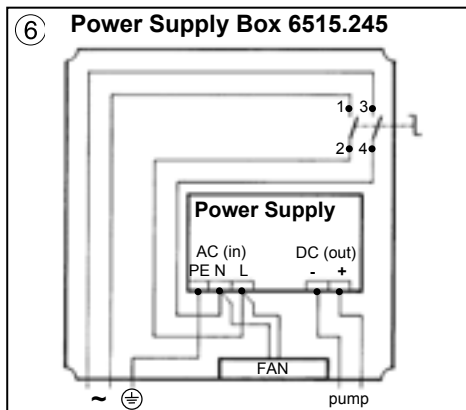 6 Power Supply Box 6515.245
1 3
2 4
Power Supply
AC (in) DC (out)
PE N L - +
FAN
~ pump